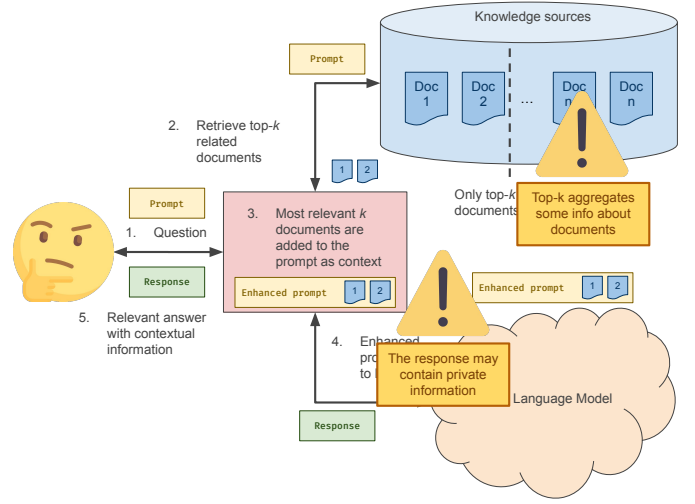 Knowledge sources
Prompt
Doc
1
Doc
2
...
Doc
n
Doc
n
2. Retrieve top-k
related
documents
1 2
Only top-k
documents
Top-k aggregates
some info about
documents
Prompt
1. Question
Response
3. Most relevant k
documents are
added to the
prompt as context
Enhanced prompt 1 2
Enhanced prompt 1 2
5. Relevant answer
with contextual
information
4. Enhanced
to
The response may
contain private
information
Response
Language Model